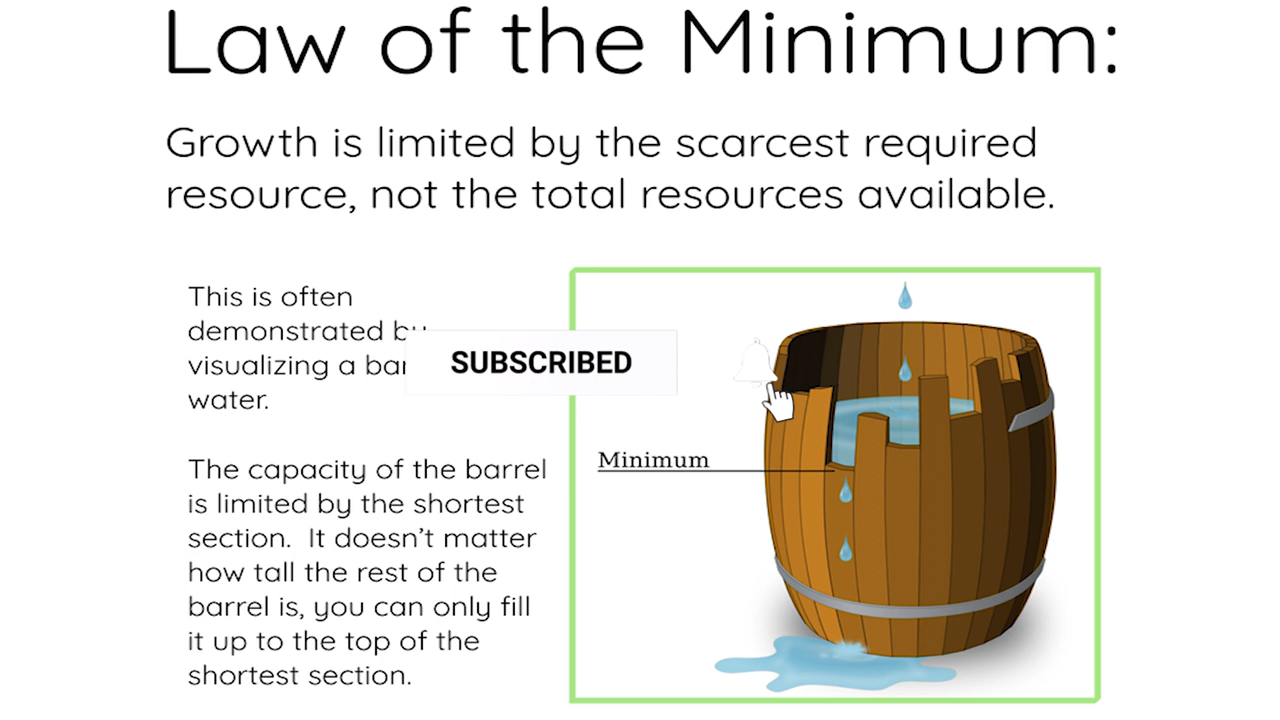 Law of the Minimum:
Growth is limited by the scarcest required
resource, not the total resources available.
This is often
demonstrated by
visualizing a
water.
SUBSCRIBED
The capacity of the barrel
is limited by the shortest
section. It doesn't matter
how tall the rest of the
barrel is, you can only fill
it up to the top of the
shortest section.
Minimum